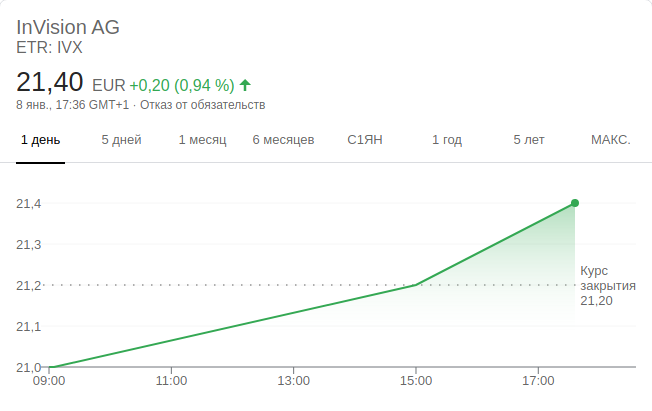 InVision AG
ETR: IVX
21,40 EUR +0,20 (0,94 %)
8 янв., 17:36 GMT+1 · Отказ от обязательств
1 день 5 дней 1 месяц 6 месяцев С1ЯН 1 год 5 лет МАКС.
21,4
21,3
21,2
21,1
21,0
Курс
закрытия
21,20
09:00 11:00 13:00 15:00 17:00